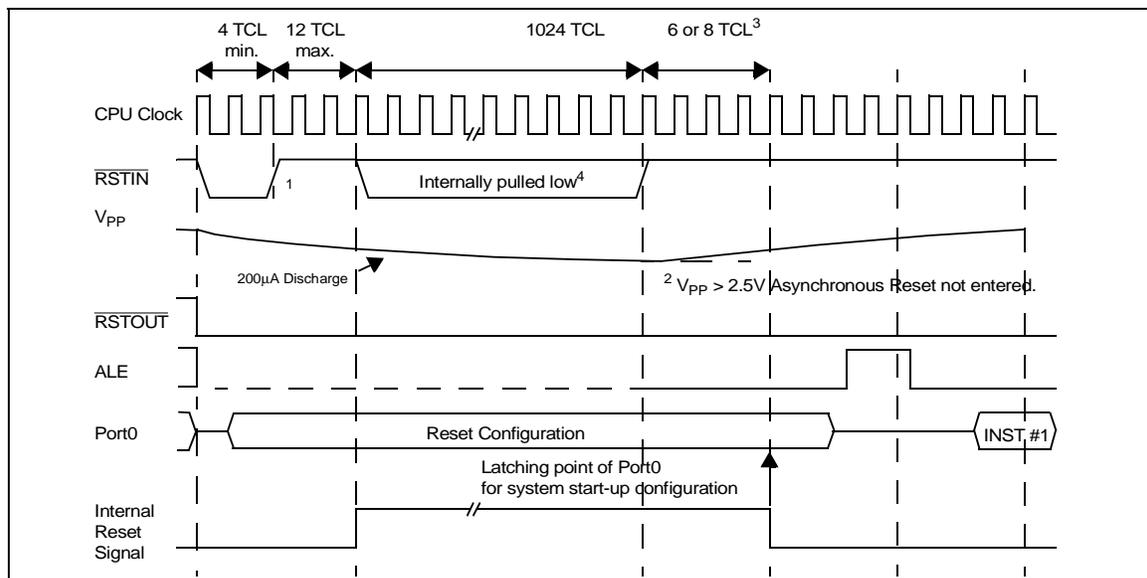 4 TCL
min.
12 TCL
max.
1024 TCL
6 or 8 TCL³
CPU Clock
RSTIN
1
Internally pulled low⁴
VPP
200µA Discharge
² VPP > 2.5V Asynchronous Reset not entered.
RSTOUT
ALE
Port0
Reset Configuration
INST #1
Latching point of Port0
for system start-up configuration
Internal
Reset
Signal